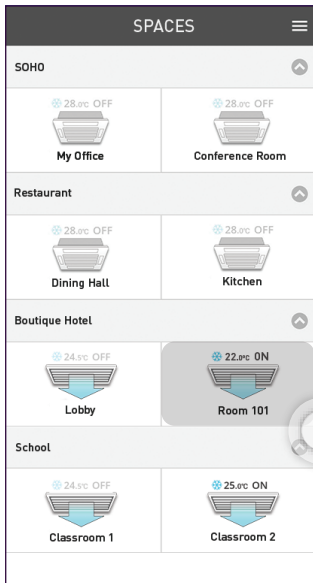 SPACES
SOHO
28.0°C OFF
28.0°C OFF
My Office
Conference Room
Restaurant
28.0°C OFF
28.0°C OFF
Dining Hall
Kitchen
Boutique Hotel
24.5°C OFF
22.0°C ON
Lobby
Room 101
School
24.5°C OFF
25.0°C ON
Classroom 1
Classroom 2